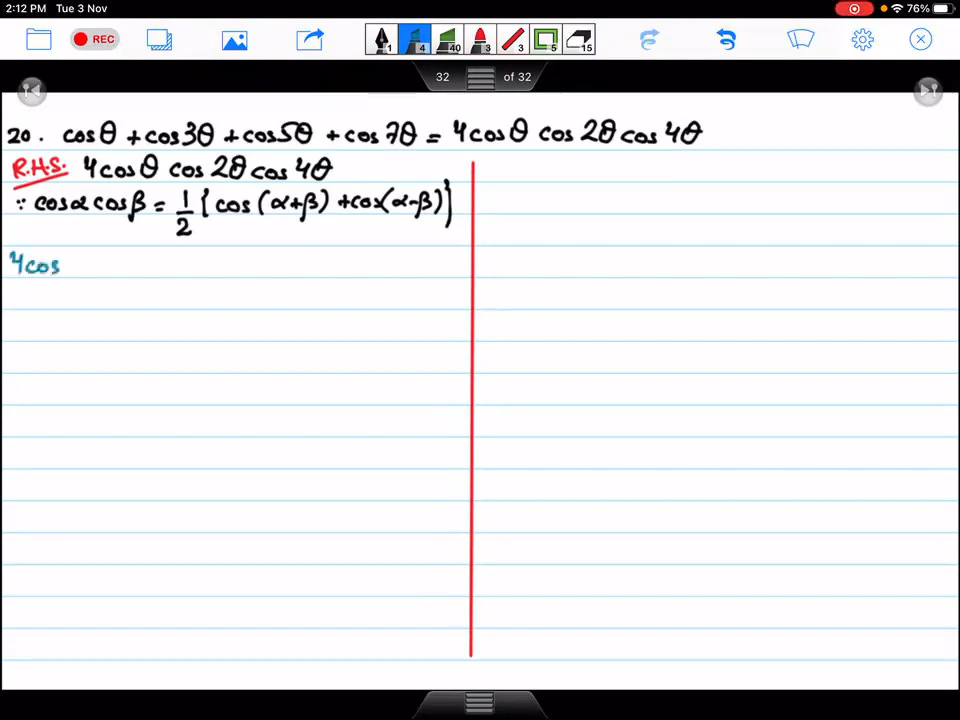 2:12 PM Tue 3 Nov 76%
REC 1 4 40 3 3 5 15
32 of 32
20. cosθ + cos3θ + cos5θ + cos7θ = 4cosθ cos2θ cos4θ
R.H.S. 4cosθ cos2θ cos4θ
∵ cosα cosβ = 1/2 {cos(α+β) + cos(α-β)}
4cos